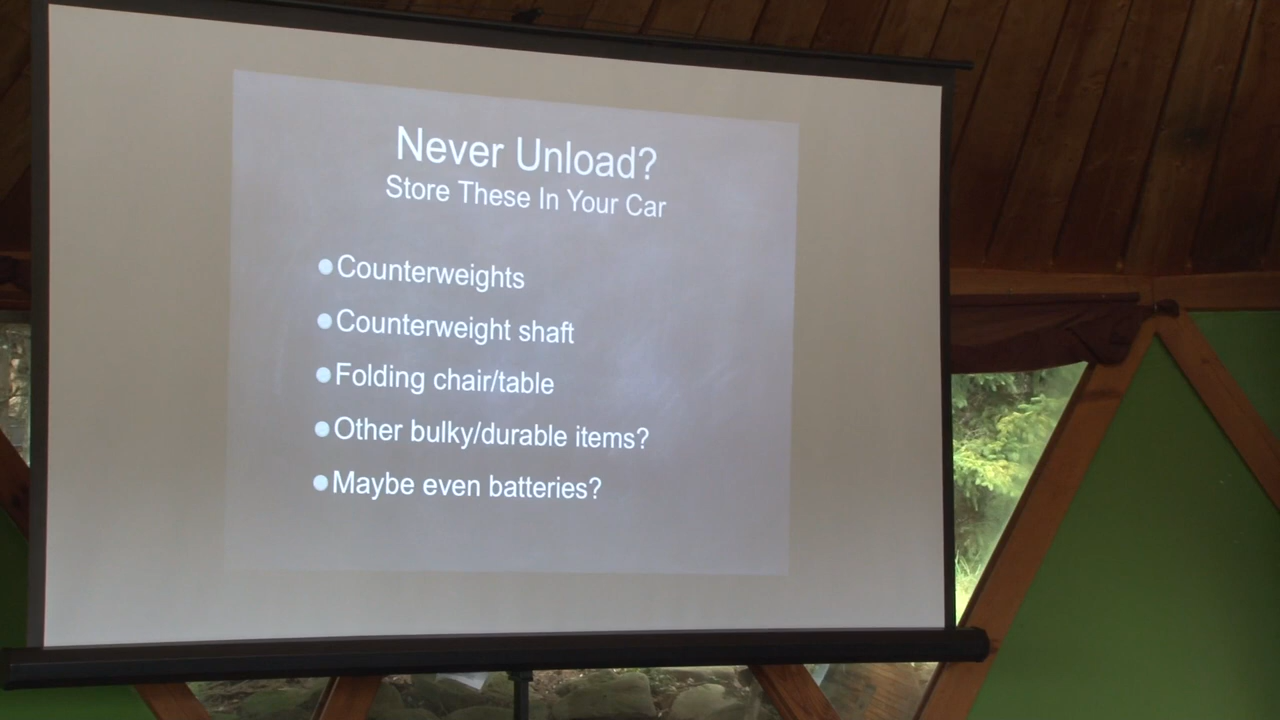 Never Unload?
Store These In Your Car
●Counterweights
●Counterweight shaft
●Folding chair/table
●Other bulky/durable items?
●Maybe even batteries?